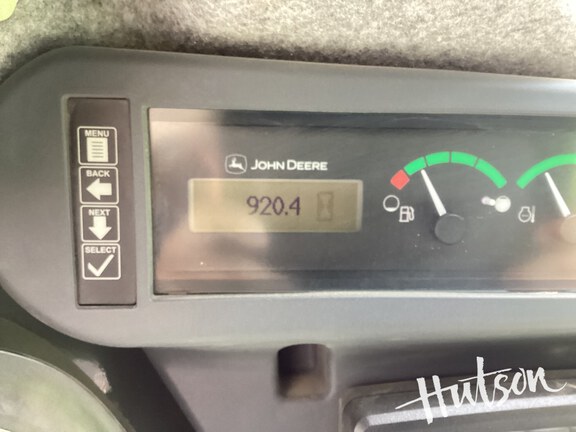 MENU
BACK
NEXT
SELECT
JOHN DEERE
920.4
Hutson